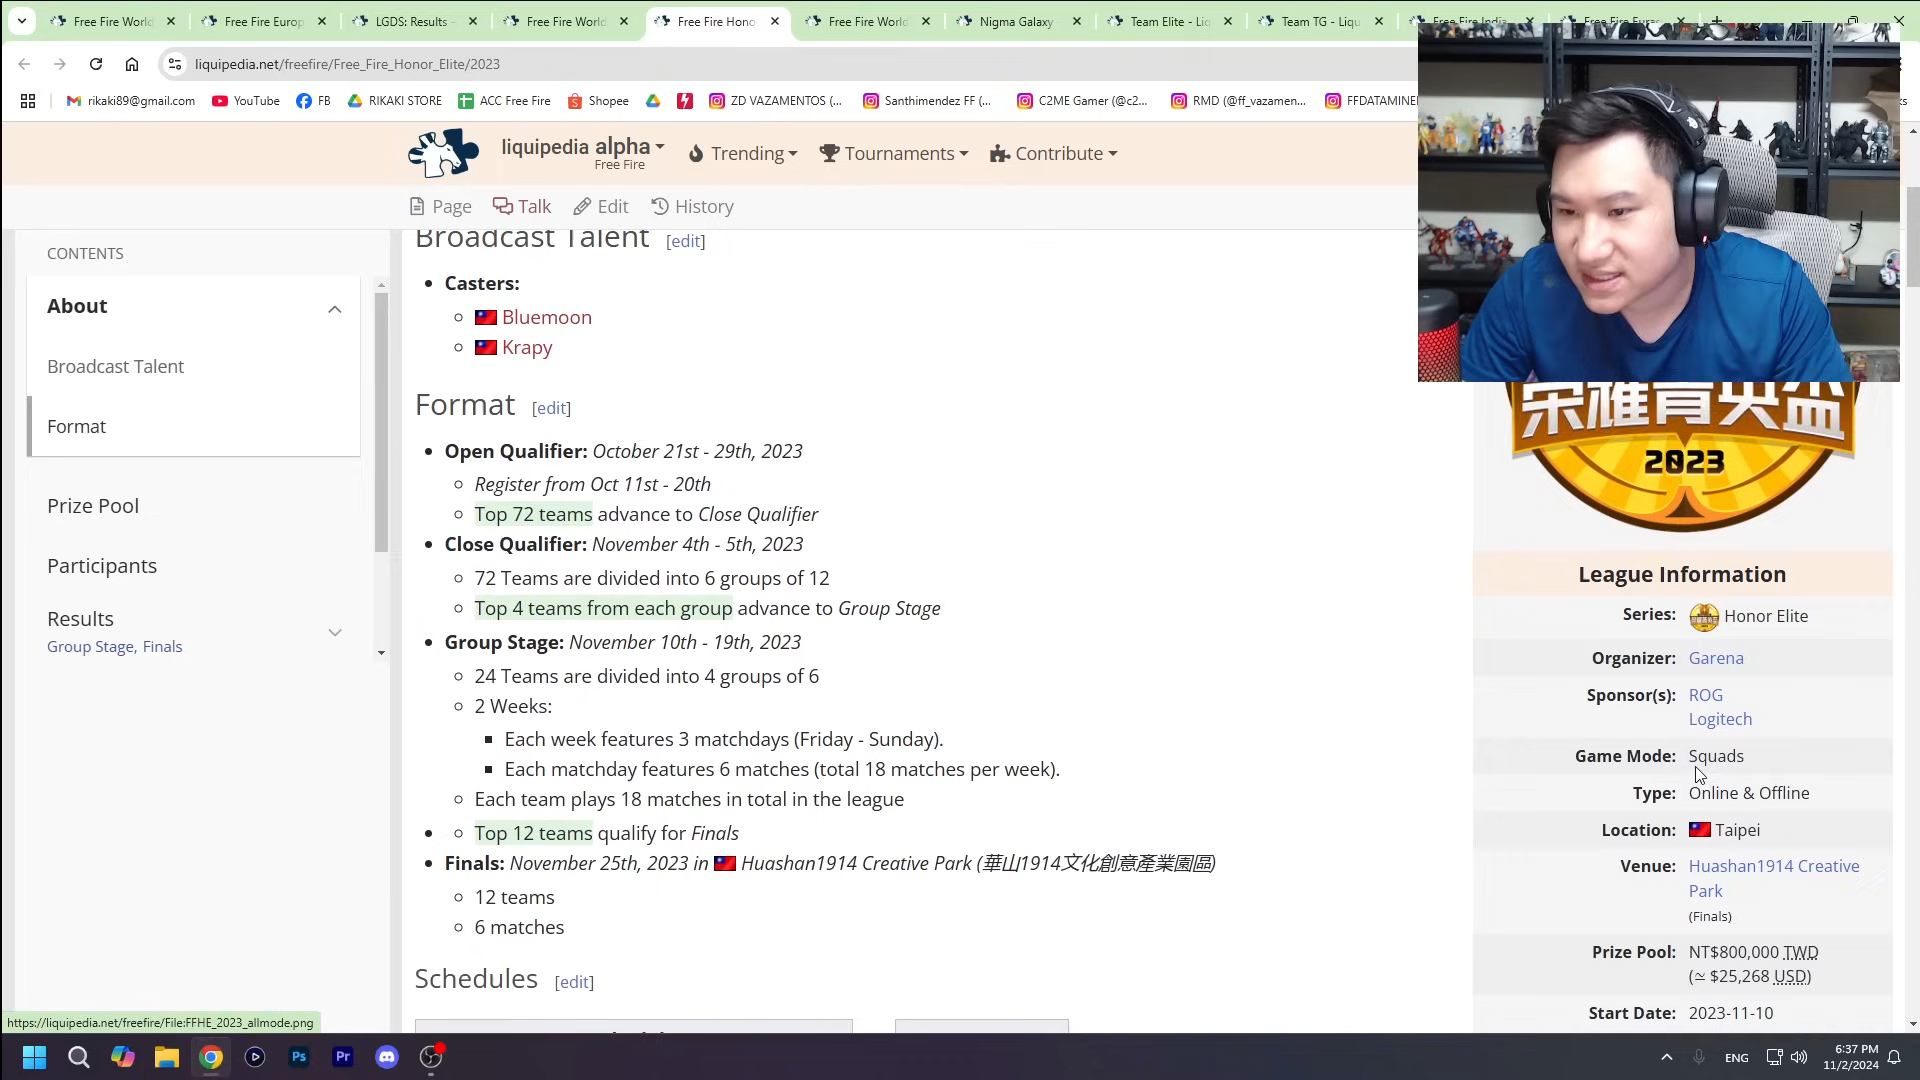 Free Fire World
Free Fire Europ
LGDS: Results -
Free Fire World
Free Fire Hono
Free Fire World
Nigma Galaxy
Team Elite - Liq
Team TG - Liqu
Free Fire India
Free Fire Euras
liquipedia.net/freefire/Free_Fire_Honor_Elite/2023
rikaki89@gmail.com
YouTube
FB
RIKAKI STORE
ACC Free Fire
Shopee
ZD VAZAMENTOS (...
Santhimendez FF (...
C2ME Gamer (@c2...
RMD (@ff_vazamen...
FFDATAMINE
liquipedia alpha
Free Fire
Trending
Tournaments
Contribute
Page
Talk
Edit
History
CONTENTS
About
Broadcast Talent
Format
Prize Pool
Participants
Results
Group Stage, Finals
Broadcast Talent [edit]
Casters:
Bluemoon
Krapy
Format [edit]
Open Qualifier: October 21st - 29th, 2023
Register from Oct 11st - 20th
Top 72 teams advance to Close Qualifier
Close Qualifier: November 4th - 5th, 2023
72 Teams are divided into 6 groups of 12
Top 4 teams from each group advance to Group Stage
Group Stage: November 10th - 19th, 2023
24 Teams are divided into 4 groups of 6
2 Weeks:
Each week features 3 matchdays (Friday - Sunday).
Each matchday features 6 matches (total 18 matches per week).
Each team plays 18 matches in total in the league
Top 12 teams qualify for Finals
Finals: November 25th, 2023 in Huashan1914 Creative Park (華山1914文化創意產業園區)
12 teams
6 matches
Schedules [edit]
2023
League Information
Series: Honor Elite
Organizer: Garena
Sponsor(s): ROG
Logitech
Game Mode: Squads
Type: Online & Offline
Location: Taipei
Venue: Huashan1914 Creative
Park
(Finals)
Prize Pool: NT$800,000 TWD
(≃ $25,268 USD)
Start Date: 2023-11-10
https://liquipedia.net/freefire/File:FFHE_2023_allmode.png
Ps
Pr
ENG
6:37 PM
11/2/2024